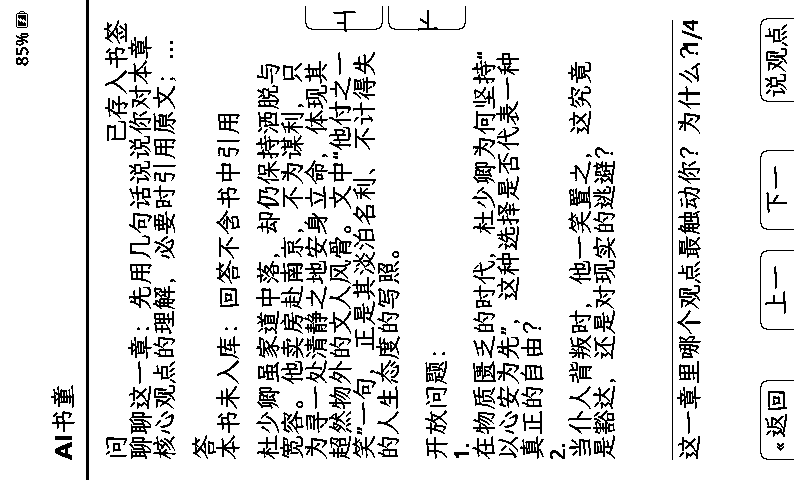 85%
AI 书童
问
已存入书签
聊聊这一章：先用几句话说说你对本章
核心观点的理解，必要时引用原文；…
答
本书未入库：回答不含书中引用
杜少卿虽家道中落，却仍保持洒脱与
宽容。他卖房赴南京，不为谋利，只
为寻一处清静之地安身立命，体现其
超然物外的文人风骨。文中“他付之一
笑”一句，正是其淡泊名利、不计得失
的人生态度的写照。
开放问题：
1.
在物质匮乏的时代，杜少卿为何坚持“
以心安为先”，这种选择是否代表一种
真正的自由？
2.
当仆人背叛时，他一笑置之，这究竟
是豁达，还是对现实的逃避？
这一章里哪个观点最触动你？为什么?1/4
«返回
上一
下一
说观点